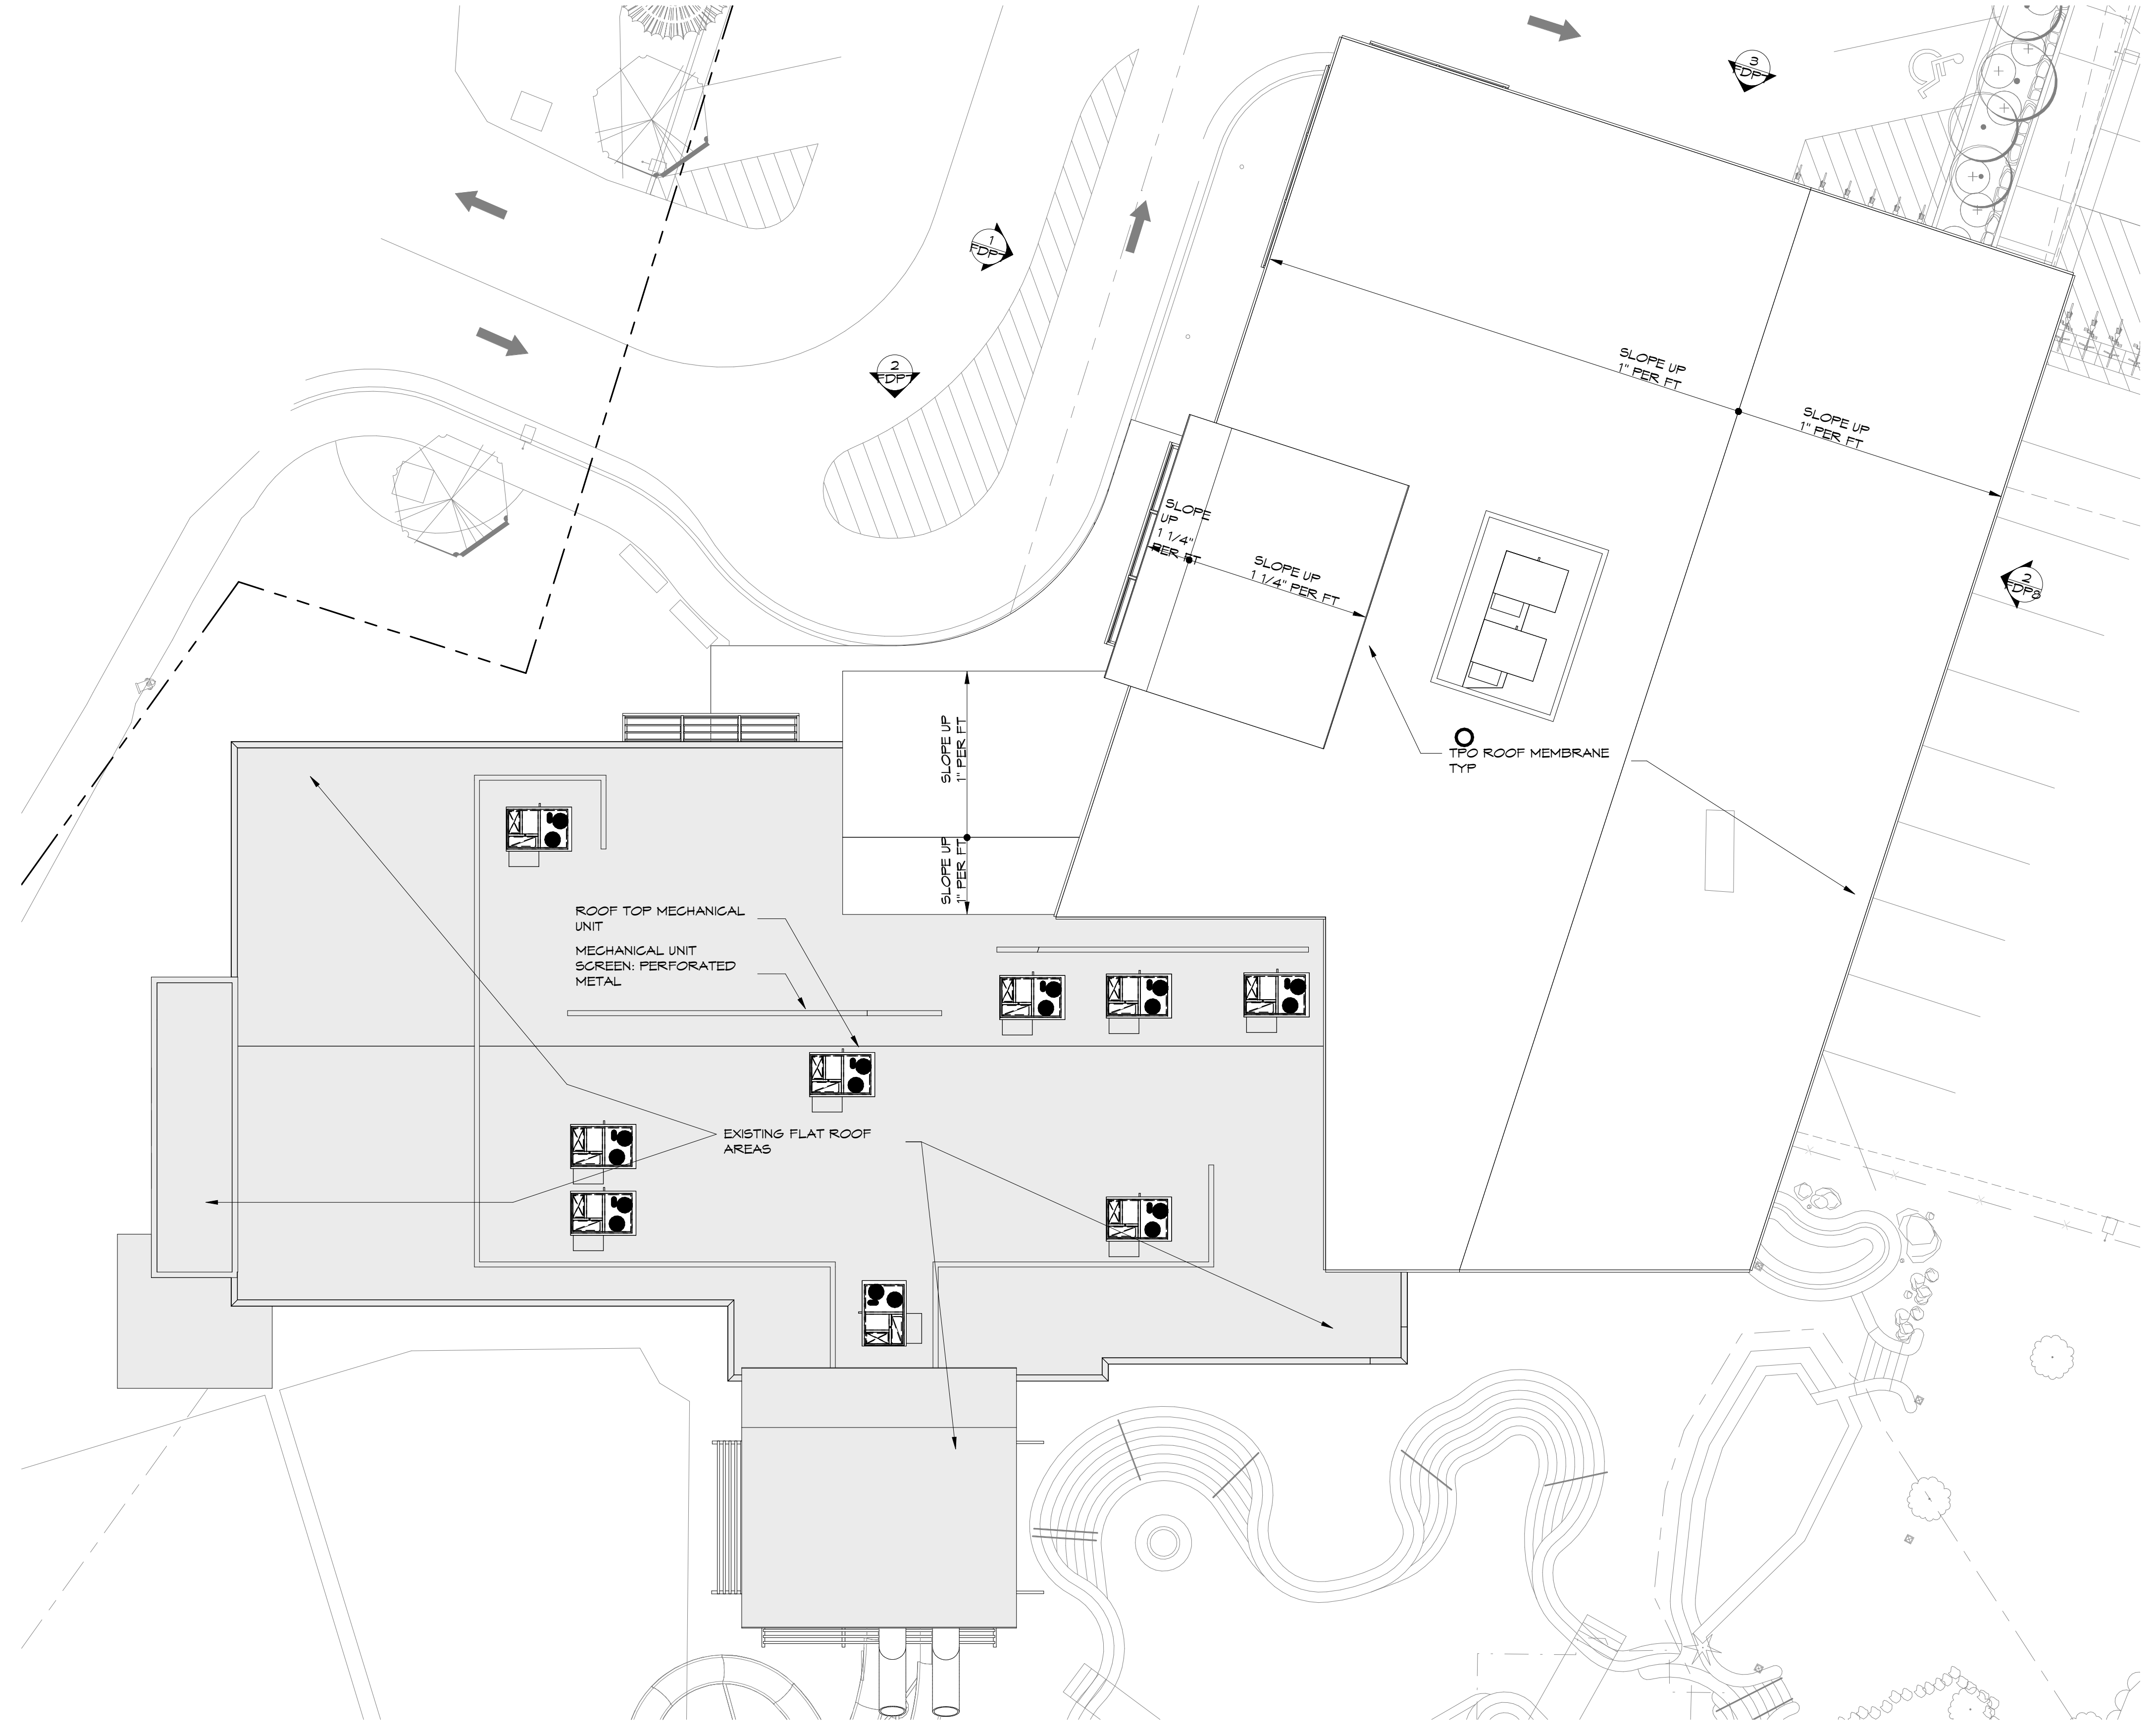 3
FDP7
1
FDP7
2
FDP7
SLOPE UP
1" PER FT
SLOPE UP
1" PER FT
SLOPE
UP
1 1/4"
PER FT
SLOPE UP
1 1/4" PER FT
2
FDP8
SLOPE UP
1" PER FT
TPO ROOF MEMBRANE
TYP
SLOPE UP
1" PER FT
ROOF TOP MECHANICAL
UNIT
MECHANICAL UNIT
SCREEN: PERFORATED
METAL
EXISTING FLAT ROOF
AREAS